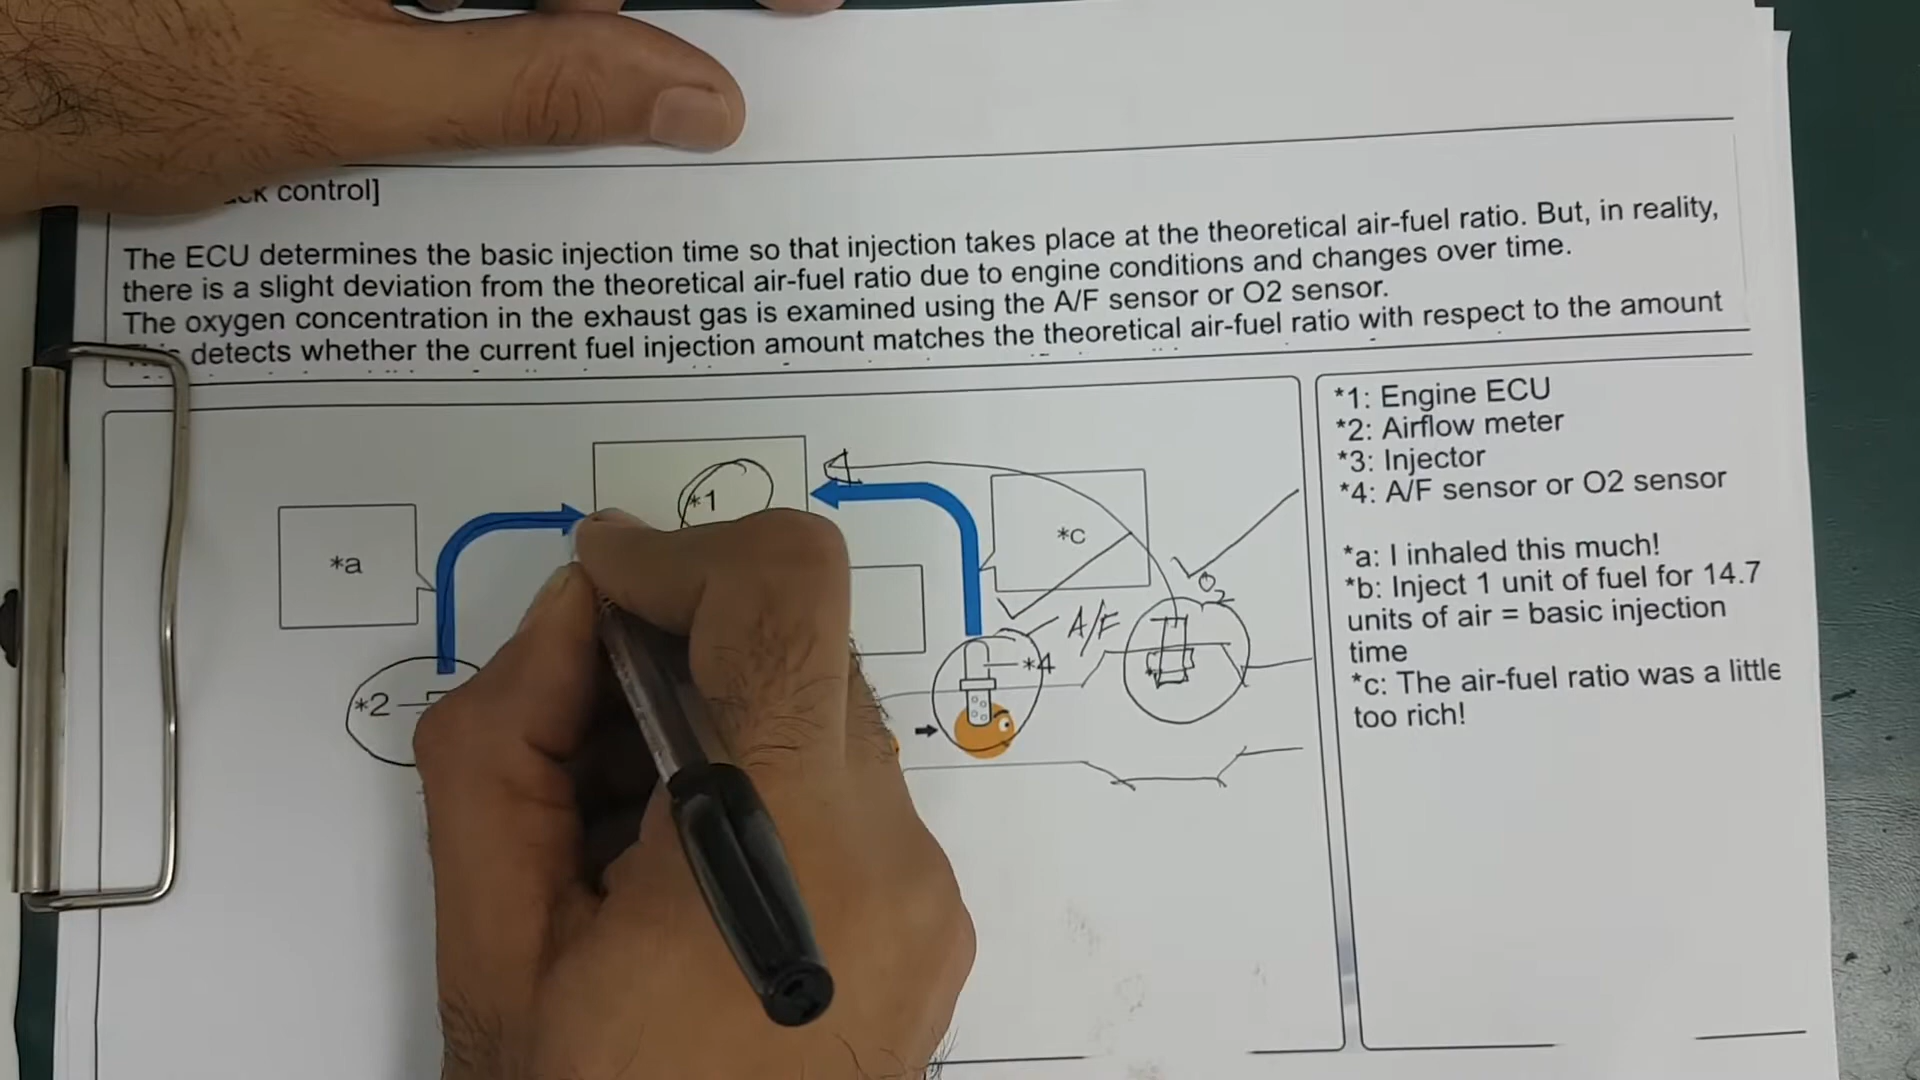 control]
The ECU determines the basic injection time so that injection takes place at the theoretical air-fuel ratio. But, in reality,
there is a slight deviation from the theoretical air-fuel ratio due to engine conditions and changes over time.
The oxygen concentration in the exhaust gas is examined using the A/F sensor or O2 sensor.
detects whether the current fuel injection amount matches the theoretical air-fuel ratio with respect to the amount
*1
*a
*c
*2
*4
A/F
O2
*1: Engine ECU
*2: Airflow meter
*3: Injector
*4: A/F sensor or O2 sensor
*a: I inhaled this much!
*b: Inject 1 unit of fuel for 14.7
units of air = basic injection
time
*c: The air-fuel ratio was a little
too rich!